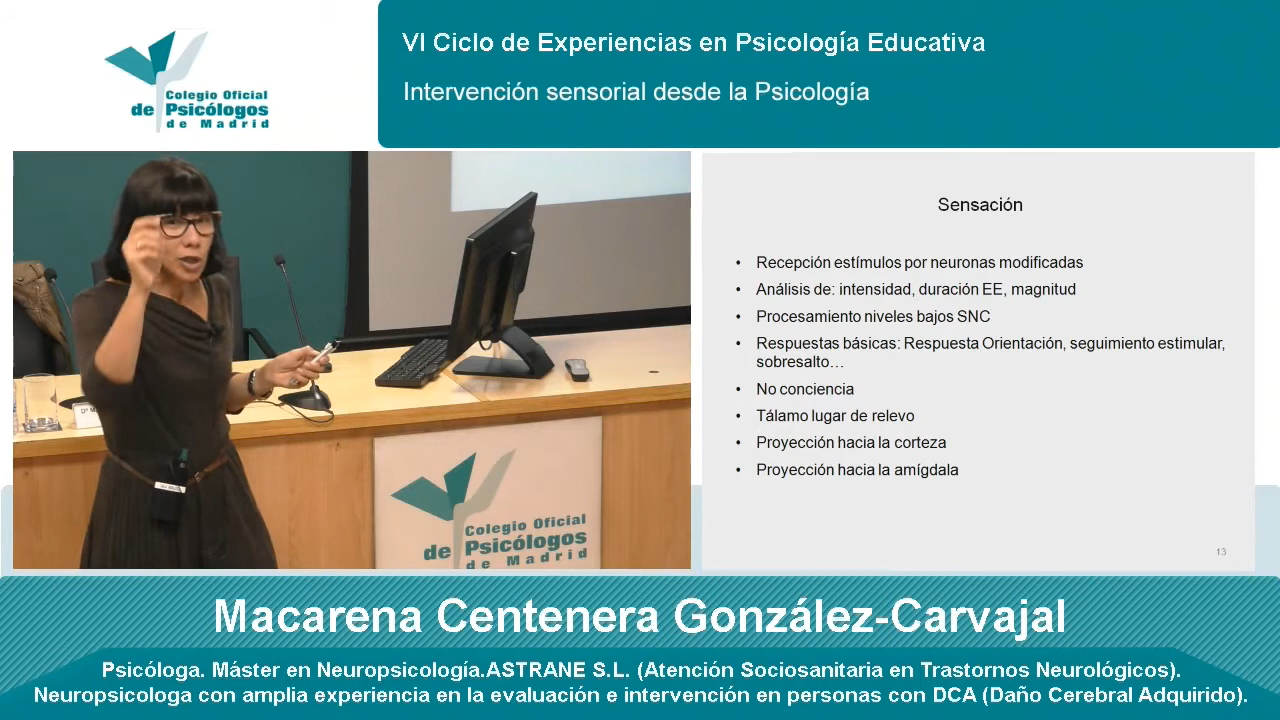 VI Ciclo de Experiencias en Psicología Educativa
Intervención sensorial desde la Psicología
Colegio Oficial
de Psicólogos
de Madrid
Sensación
• Recepción estímulos por neuronas modificadas
• Análisis de: intensidad, duración EE, magnitud
• Procesamiento niveles bajos SNC
• Respuestas básicas: Respuesta Orientación, seguimiento estimular,
sobresalto…
• No conciencia
• Tálamo lugar de relevo
• Proyección hacia la corteza
• Proyección hacia la amígdala
13
Colegio Oficial
de Psicólogos
de Madrid
Macarena Centenera González-Carvajal
Psicóloga. Máster en Neuropsicología.ASTRANE S.L. (Atención Sociosanitaria en Trastornos Neurológicos).
Neuropsicologa con amplia experiencia en la evaluación e intervención en personas con DCA (Daño Cerebral Adquirido).